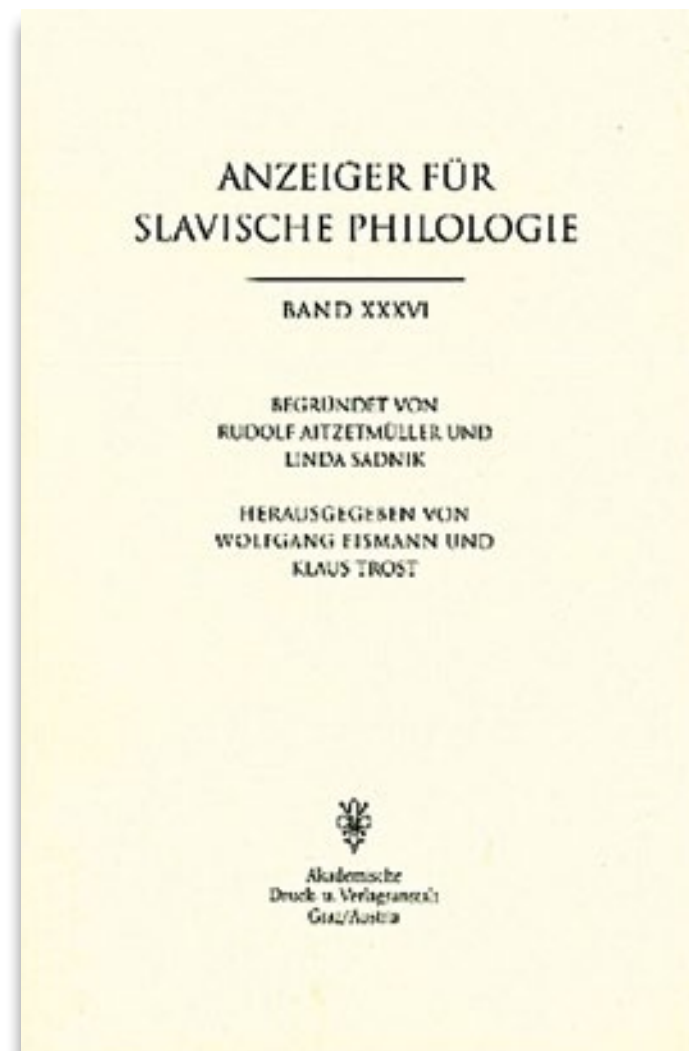 ANZEIGER FÜR
SLAVISCHE PHILOLOGIE
BAND XXXVI
BEGRÜNDET VON
RUDOLF AITZETMÜLLER UND
LINDA SADNIK
HERAUSGEGEBEN VON
WOLFGANG EISMANN UND
KLAUS TROST
Akademische
Druck- u. Verlagsanstalt
Graz/Austria